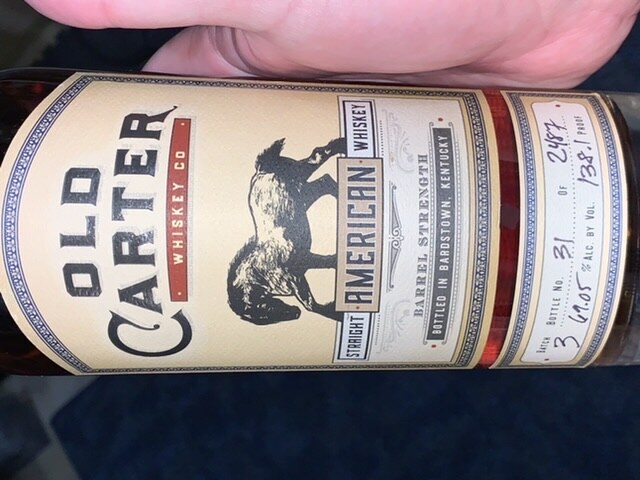 OLD
CARTER
WHISKEY CO
STRAIGHT AMERICAN WHISKEY
BARREL STRENGTH
BOTTLED IN BARDSTOWN, KENTUCKY
BATCH 3 BOTTLE NO. 31 OF 2487
69.05 % ALC. BY VOL. 138.1 PROOF